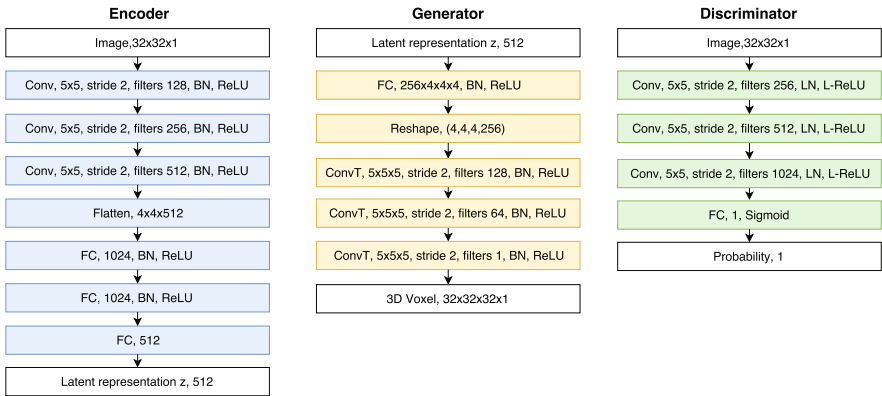 Encoder
Image,32x32x1
Conv, 5x5, stride 2, filters 128, BN, ReLU
Conv, 5x5, stride 2, filters 256, BN, ReLU
Conv, 5x5, stride 2, filters 512, BN, ReLU
Flatten, 4x4x512
FC, 1024, BN, ReLU
FC, 1024, BN, ReLU
FC, 512
Latent representation z, 512
Generator
Latent representation z, 512
FC, 256x4x4x4, BN, ReLU
Reshape, (4,4,4,256)
ConvT, 5x5x5, stride 2, filters 128, BN, ReLU
ConvT, 5x5x5, stride 2, filters 64, BN, ReLU
ConvT, 5x5x5, stride 2, filters 1, BN, ReLU
3D Voxel, 32x32x32x1
Discriminator
Image,32x32x1
Conv, 5x5, stride 2, filters 256, LN, L-ReLU
Conv, 5x5, stride 2, filters 512, LN, L-ReLU
Conv, 5x5, stride 2, filters 1024, LN, L-ReLU
FC, 1, Sigmoid
Probability, 1